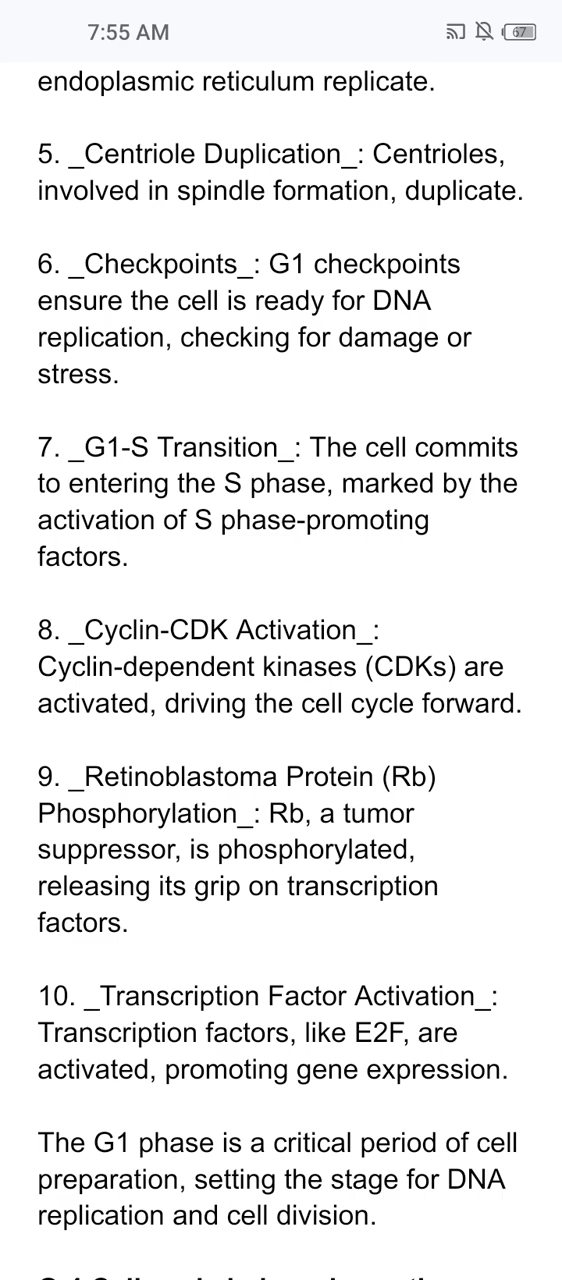 7:55 AM
67
endoplasmic reticulum replicate.
5. _Centriole Duplication_: Centrioles,
involved in spindle formation, duplicate.
6. _Checkpoints_: G1 checkpoints
ensure the cell is ready for DNA
replication, checking for damage or
stress.
7. _G1-S Transition_: The cell commits
to entering the S phase, marked by the
activation of S phase-promoting
factors.
8. _Cyclin-CDK Activation_:
Cyclin-dependent kinases (CDKs) are
activated, driving the cell cycle forward.
9. _Retinoblastoma Protein (Rb)
Phosphorylation_: Rb, a tumor
suppressor, is phosphorylated,
releasing its grip on transcription
factors.
10. _Transcription Factor Activation_:
Transcription factors, like E2F, are
activated, promoting gene expression.
The G1 phase is a critical period of cell
preparation, setting the stage for DNA
replication and cell division.